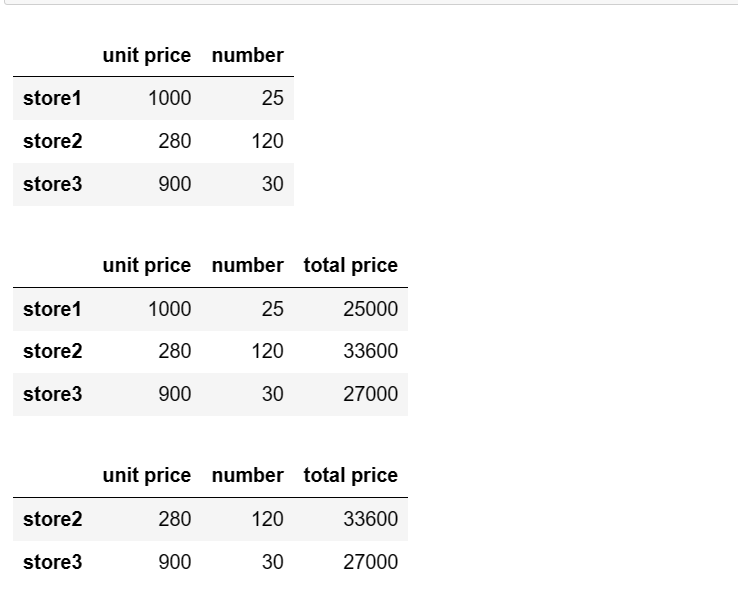 unit price number
store1 1000 25
store2 280 120
store3 900 30
unit price number total price
store1 1000 25 25000
store2 280 120 33600
store3 900 30 27000
unit price number total price
store2 280 120 33600
store3 900 30 27000